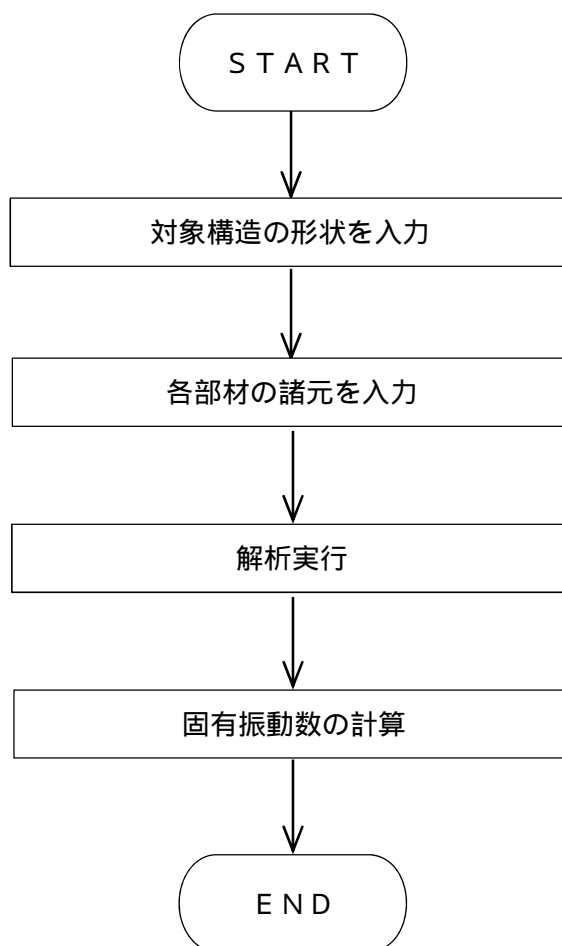 ＳＴＡＲＴ
対象構造の形状を入力
各部材の諸元を入力
解析実行
固有振動数の計算
ＥＮＤ